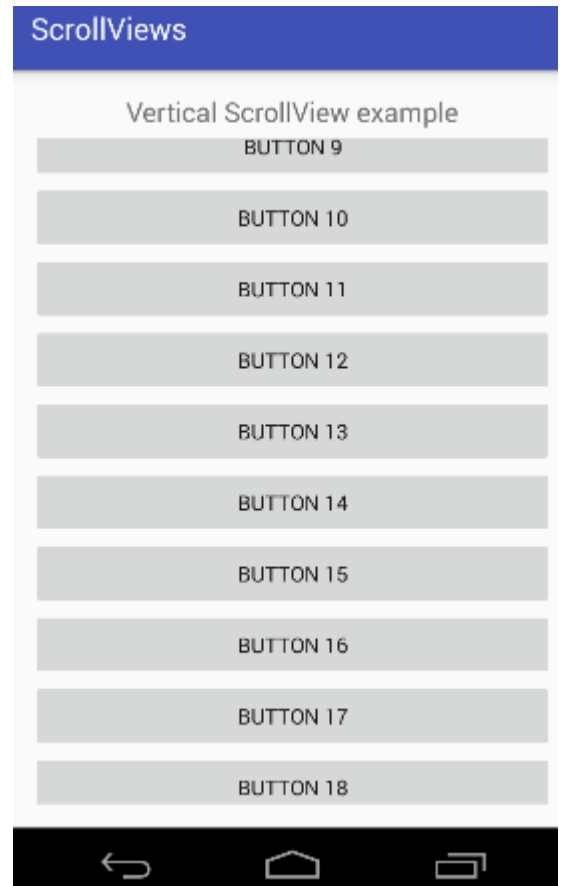 ScrollViews
Vertical ScrollView example
BUTTON 9
BUTTON 10
BUTTON 11
BUTTON 12
BUTTON 13
BUTTON 14
BUTTON 15
BUTTON 16
BUTTON 17
BUTTON 18